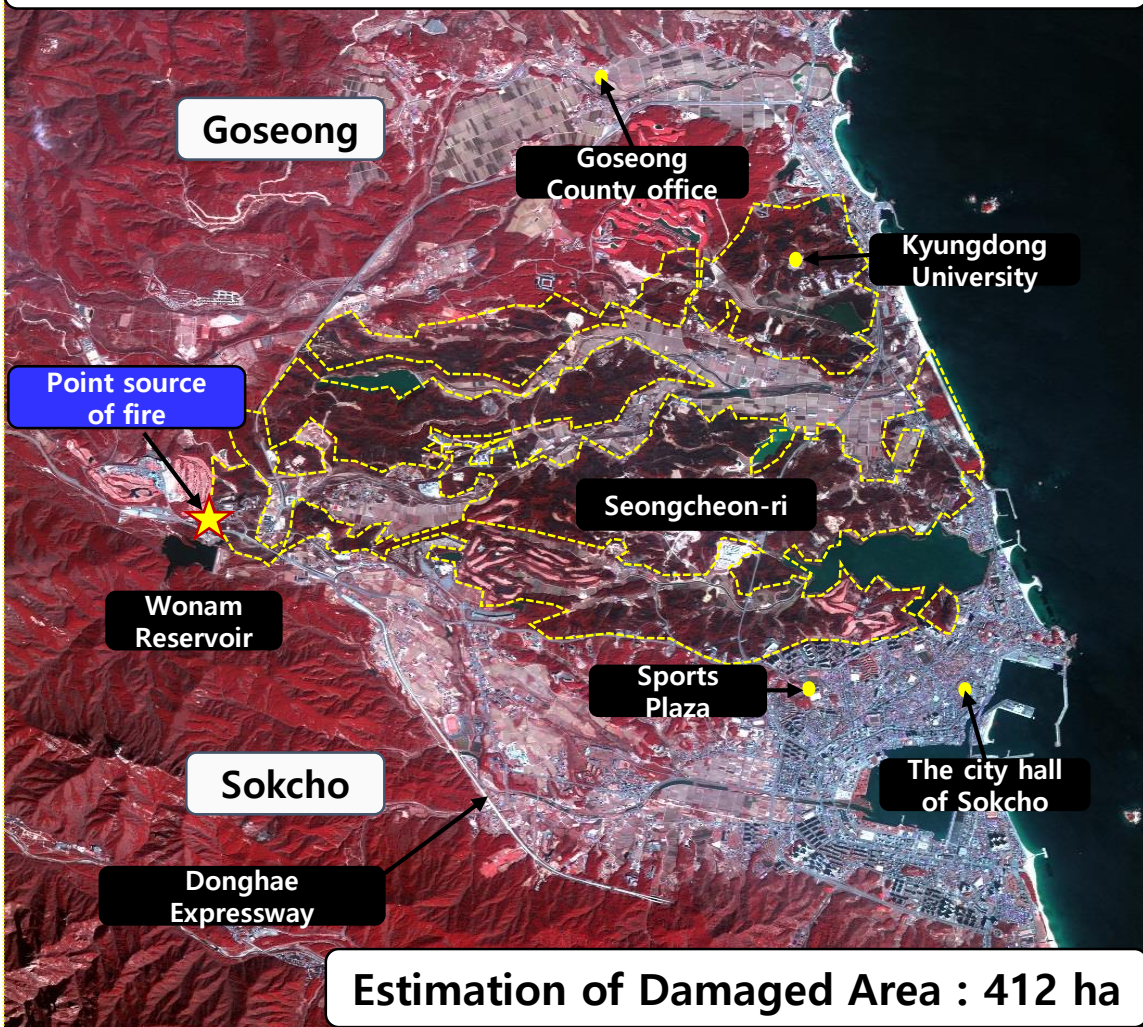 Goseong
Goseong
County office
Kyungdong
University
Point source
of fire
Seongcheon-ri
Wonam
Reservoir
Sports
Plaza
Sokcho
The city hall
of Sokcho
Donghae
Expressway
Estimation of Damaged Area : 412 ha